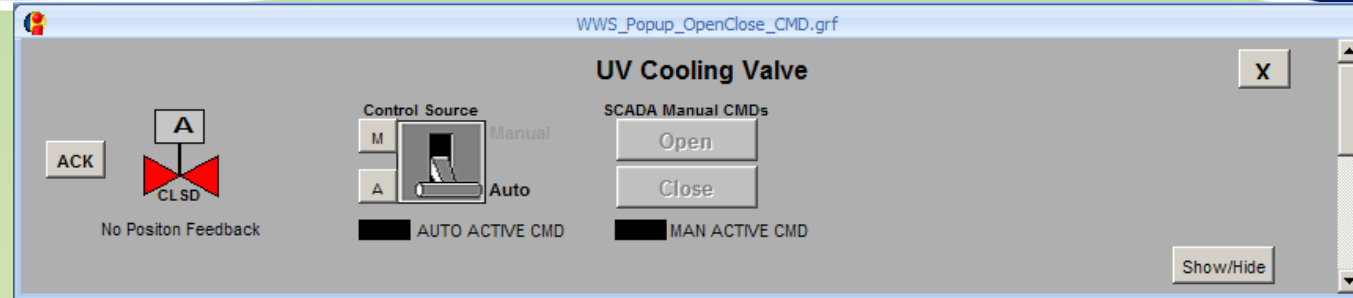 WWS_Popup_OpenClose_CMD.grf
UV Cooling Valve
X
Control Source
SCADA Manual CMDs
A
M
Manual
Open
ACK
A
Auto
Close
CLSD
No Positon Feedback
AUTO ACTIVE CMD
MAN ACTIVE CMD
Show/Hide